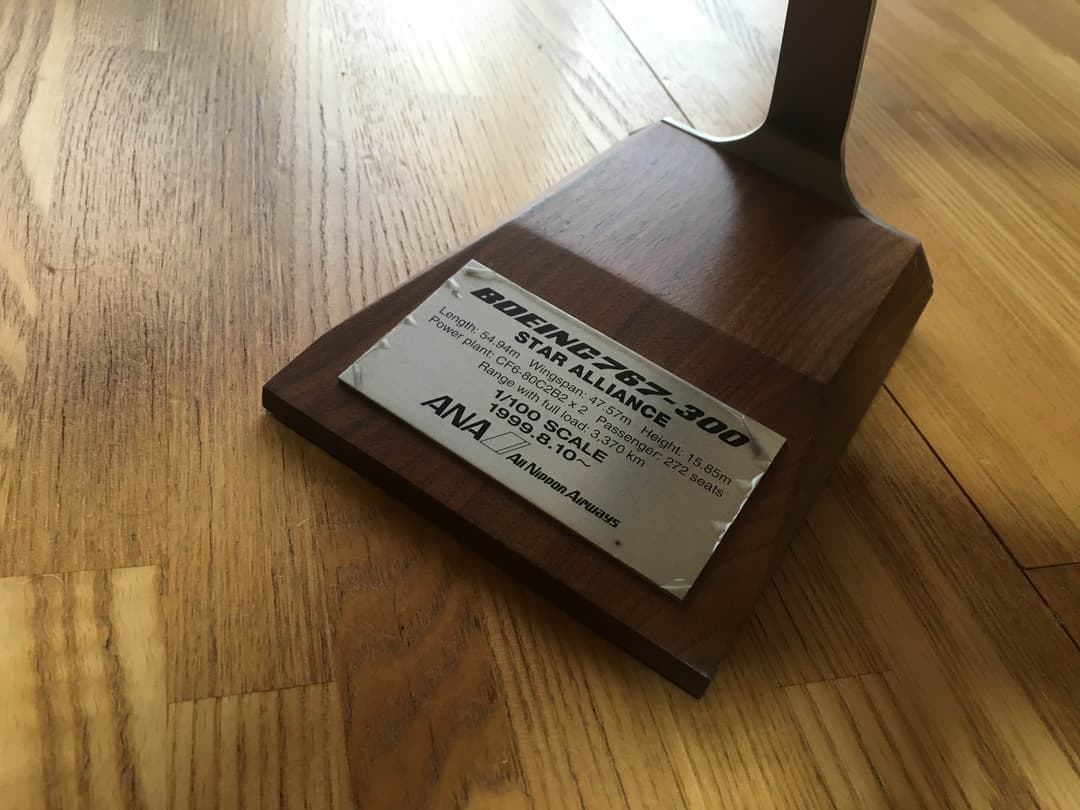 BOEING767-300
STAR ALLIANCE
Length: 54.94m Wingspan: 47.57m Height: 15.85m
Power plant: CF6-80C2B2 x 2 Passenger: 272 seats
Range with full load: 3,370 km
1/100 SCALE
1999.8.10~
ANA All Nippon Airways